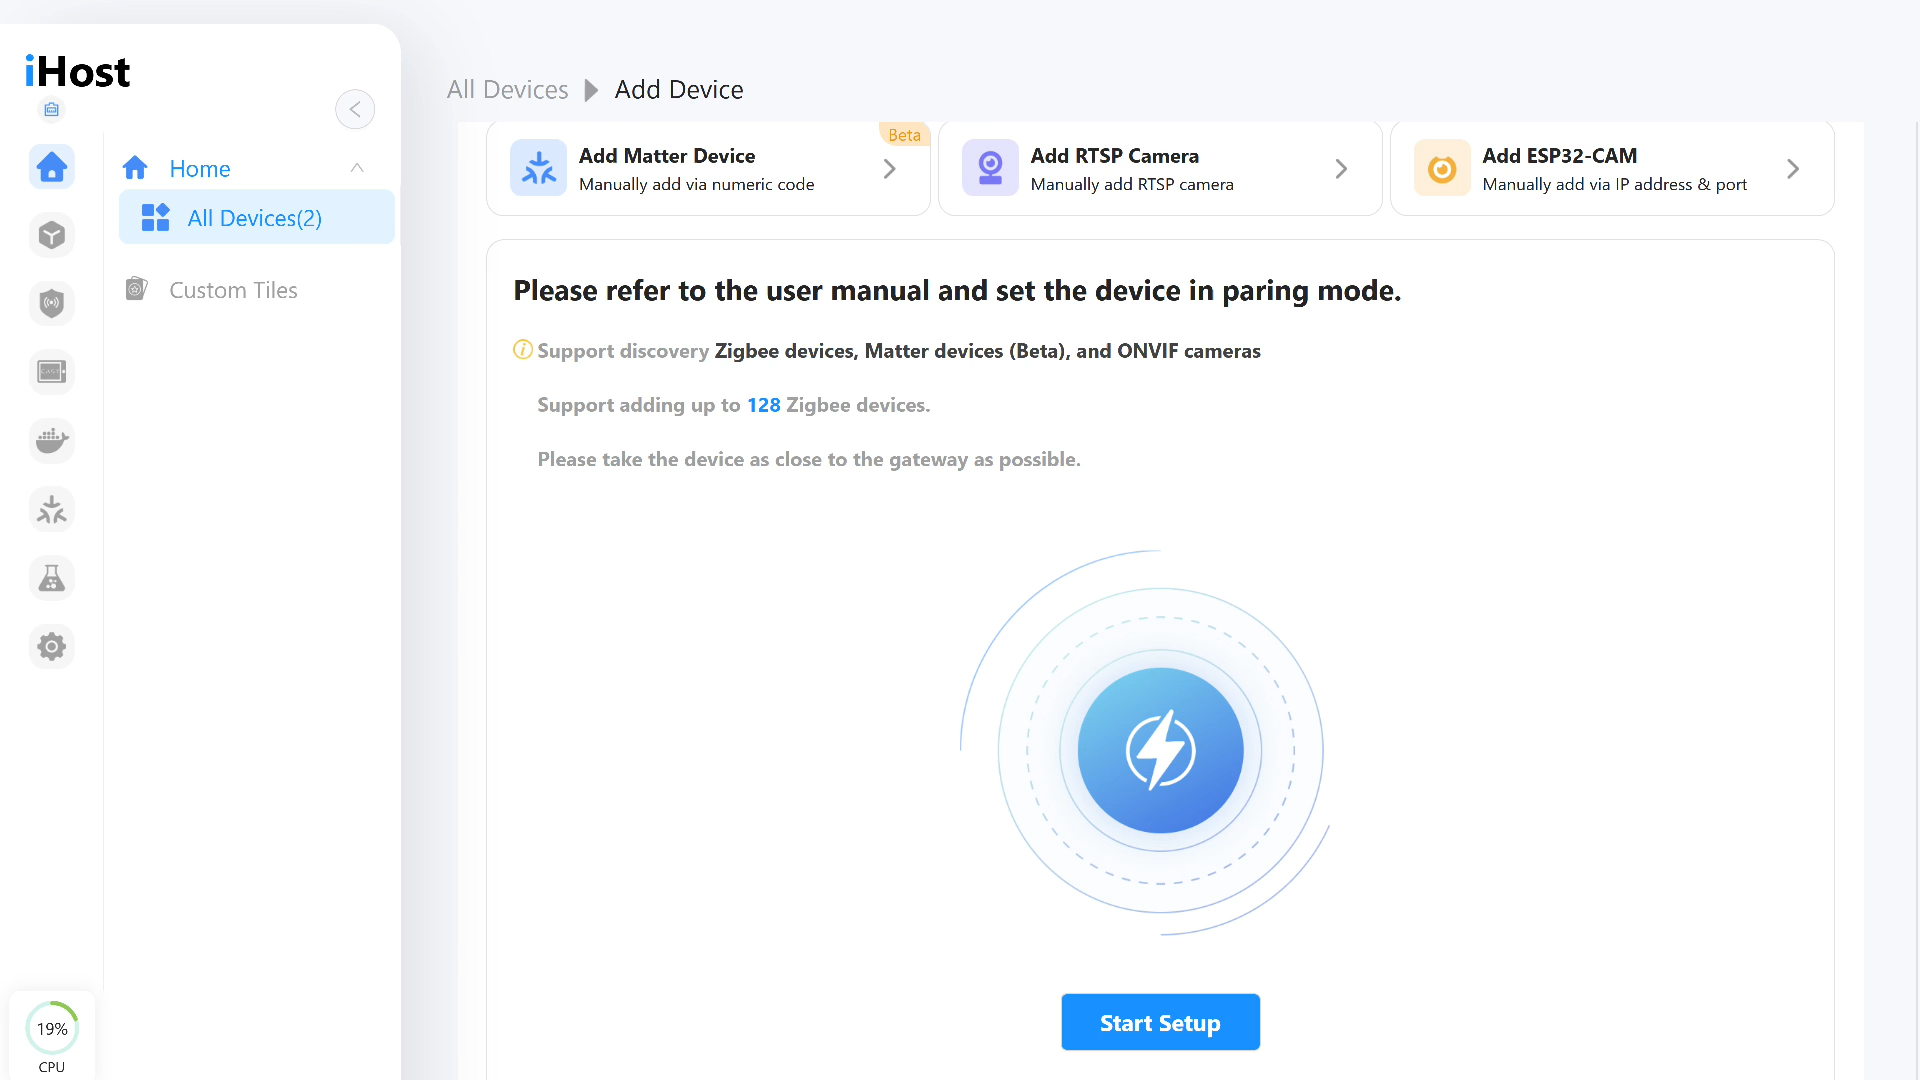 iHost
All Devices Add Device
Home
All Devices(2)
Custom Tiles
Beta
Add Matter Device
Manually add via numeric code
Add RTSP Camera
Manually add RTSP camera
Add ESP32-CAM
Manually add via IP address & port
Please refer to the user manual and set the device in paring mode.
Support discovery Zigbee devices, Matter devices (Beta), and ONVIF cameras
Support adding up to 128 Zigbee devices.
Please take the device as close to the gateway as possible.
Start Setup
19%
CPU